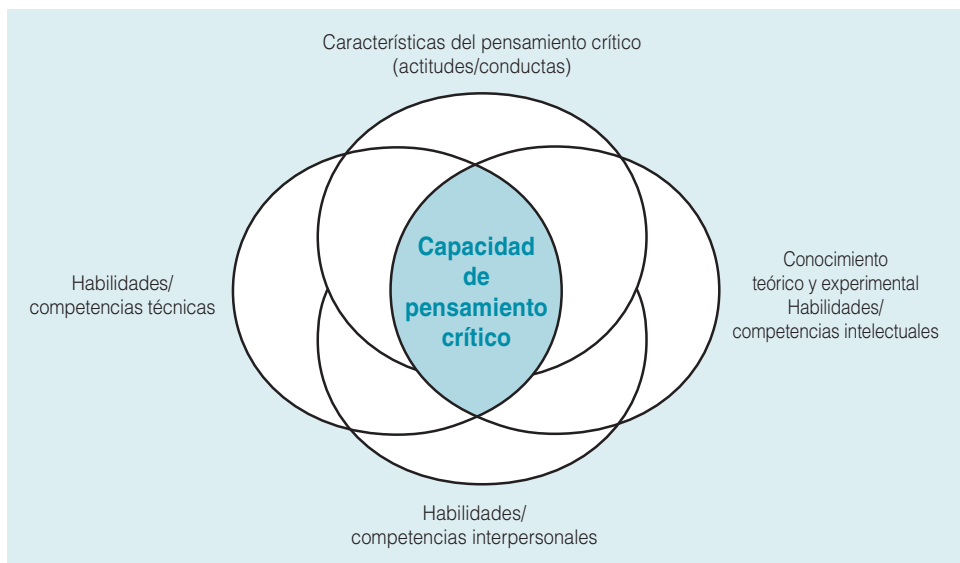 Características del pensamiento crítico
(actitudes/conductas)
Habilidades/
competencias técnicas
Capacidad
de
pensamiento
crítico
Conocimiento
teórico y experimental
Habilidades/
competencias intelectuales
Habilidades/
competencias interpersonales